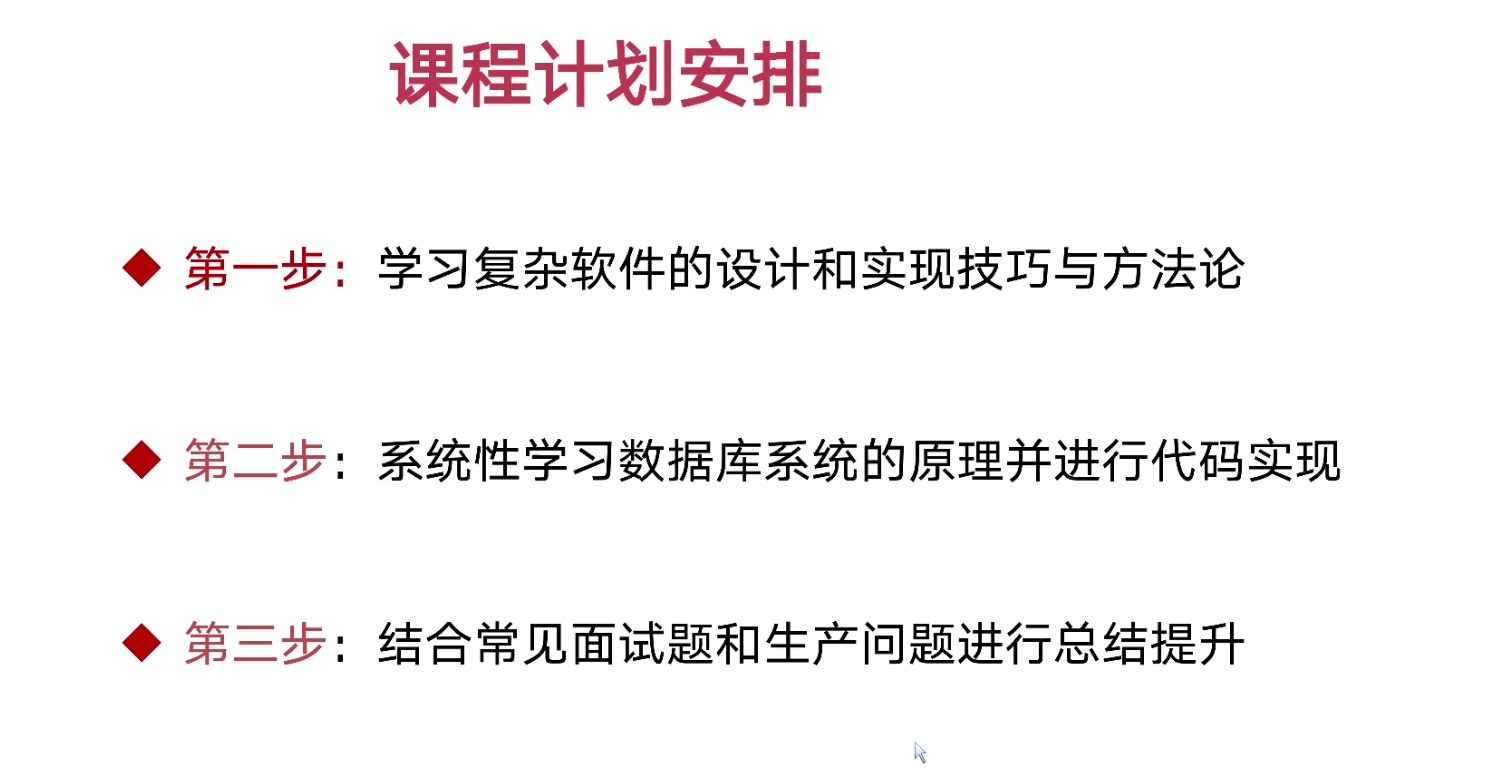 课程计划安排
第一步：学习复杂软件的设计和实现技巧与方法论
第二步：系统性学习数据库系统的原理并进行代码实现
第三步：结合常见面试题和生产问题进行总结提升